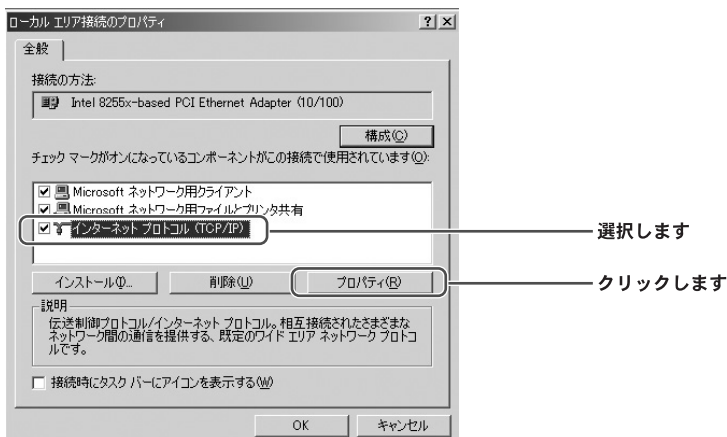 ローカル エリア接続のプロパティ
? ×
全般
接続の方法:
Intel 8255x-based PCI Ethernet Adapter (10/100)
構成(C)
チェック マークがオンになっているコンポーネントがこの接続で使用されています(O):
Microsoft ネットワーク用クライアント
Microsoft ネットワーク用ファイルとプリンタ共有
インターネット プロトコル (TCP/IP)
選択します
インストール(I)...
削除(U)
プロパティ(R)
クリックします
説明
伝送制御プロトコル/インターネット プロトコル。相互接続されたさまざまな
ネットワーク間の通信を提供する、既定のワイド エリア ネットワーク プロトコ
ルです。
接続時にタスク バーにアイコンを表示する(W)
OK
キャンセル